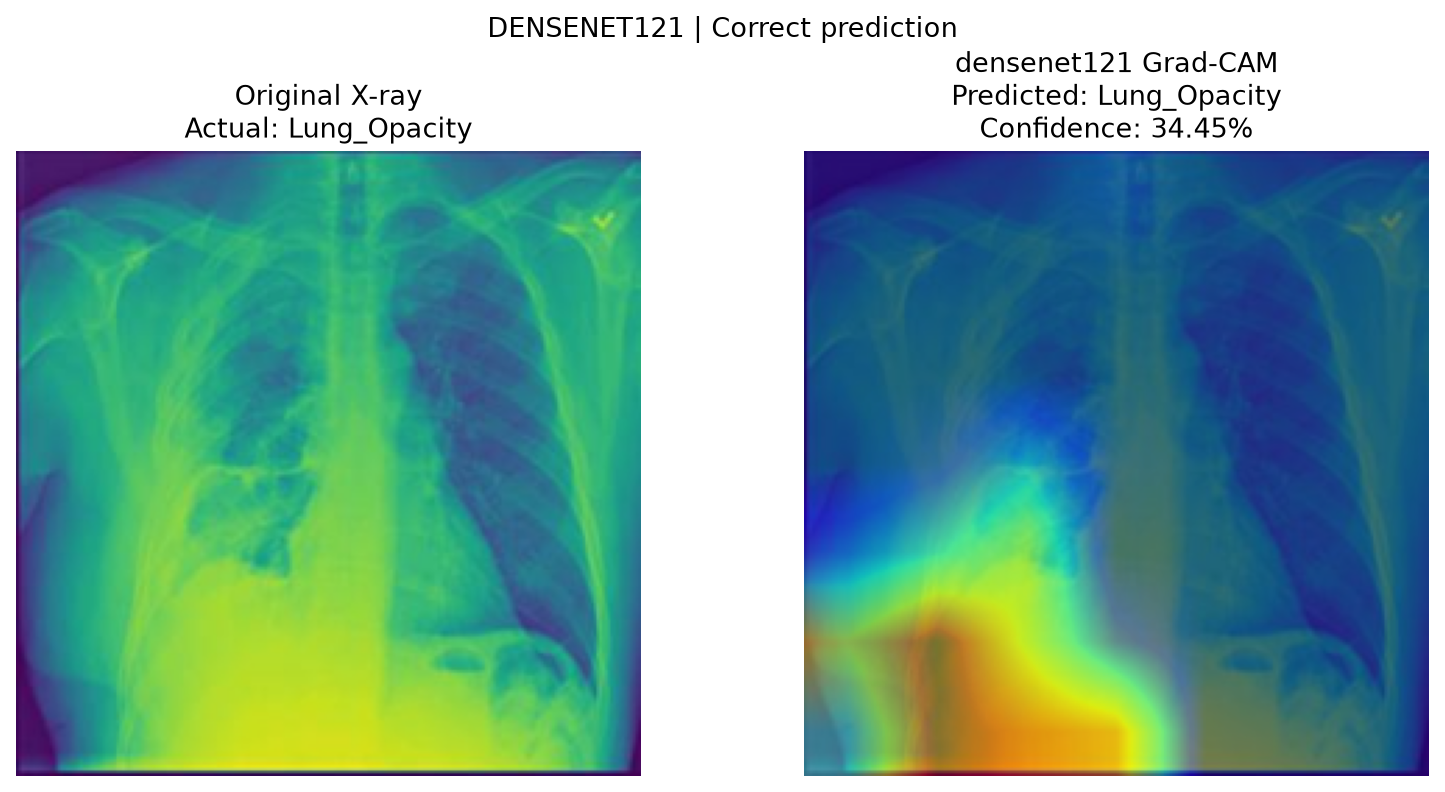 DENSENET121 | Correct prediction
Original X-ray
Actual: Lung_Opacity
densenet121 Grad-CAM
Predicted: Lung_Opacity
Confidence: 34.45%